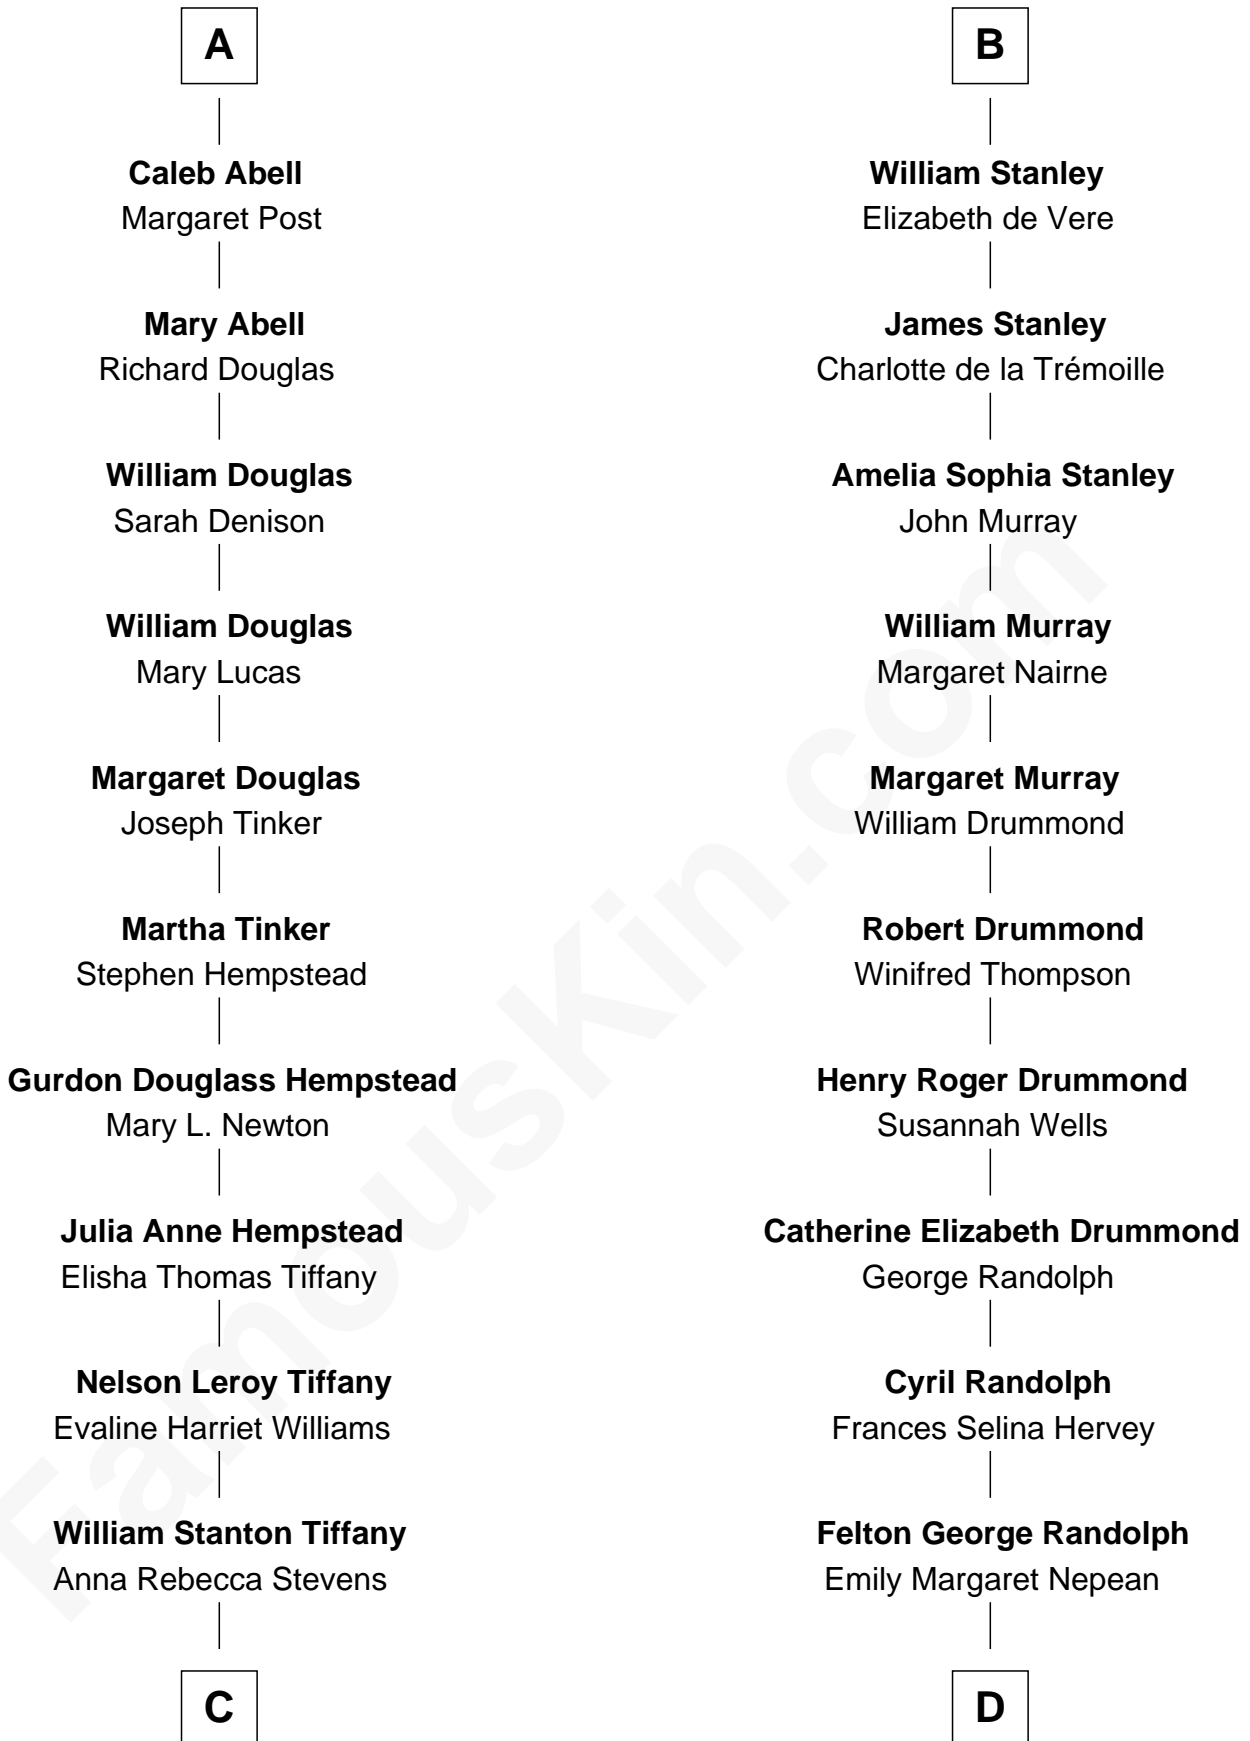 A
Caleb Abell
Margaret Post
Mary Abell
Richard Douglas
William Douglas
Sarah Denison
William Douglas
Mary Lucas
Margaret Douglas
Joseph Tinker
Martha Tinker
Stephen Hempstead
Gurdon Douglass Hempstead
Mary L. Newton
Julia Anne Hempstead
Elisha Thomas Tiffany
Nelson Leroy Tiffany
Evaline Harriet Williams
William Stanton Tiffany
Anna Rebecca Stevens
C
B
William Stanley
Elizabeth de Vere
James Stanley
Charlotte de la Trémoille
Amelia Sophia Stanley
John Murray
William Murray
Margaret Nairne
Margaret Murray
William Drummond
Robert Drummond
Winifred Thompson
Henry Roger Drummond
Susannah Wells
Catherine Elizabeth Drummond
George Randolph
Cyril Randolph
Frances Selina Hervey
Felton George Randolph
Emily Margaret Nepean
D
FamousKin.com